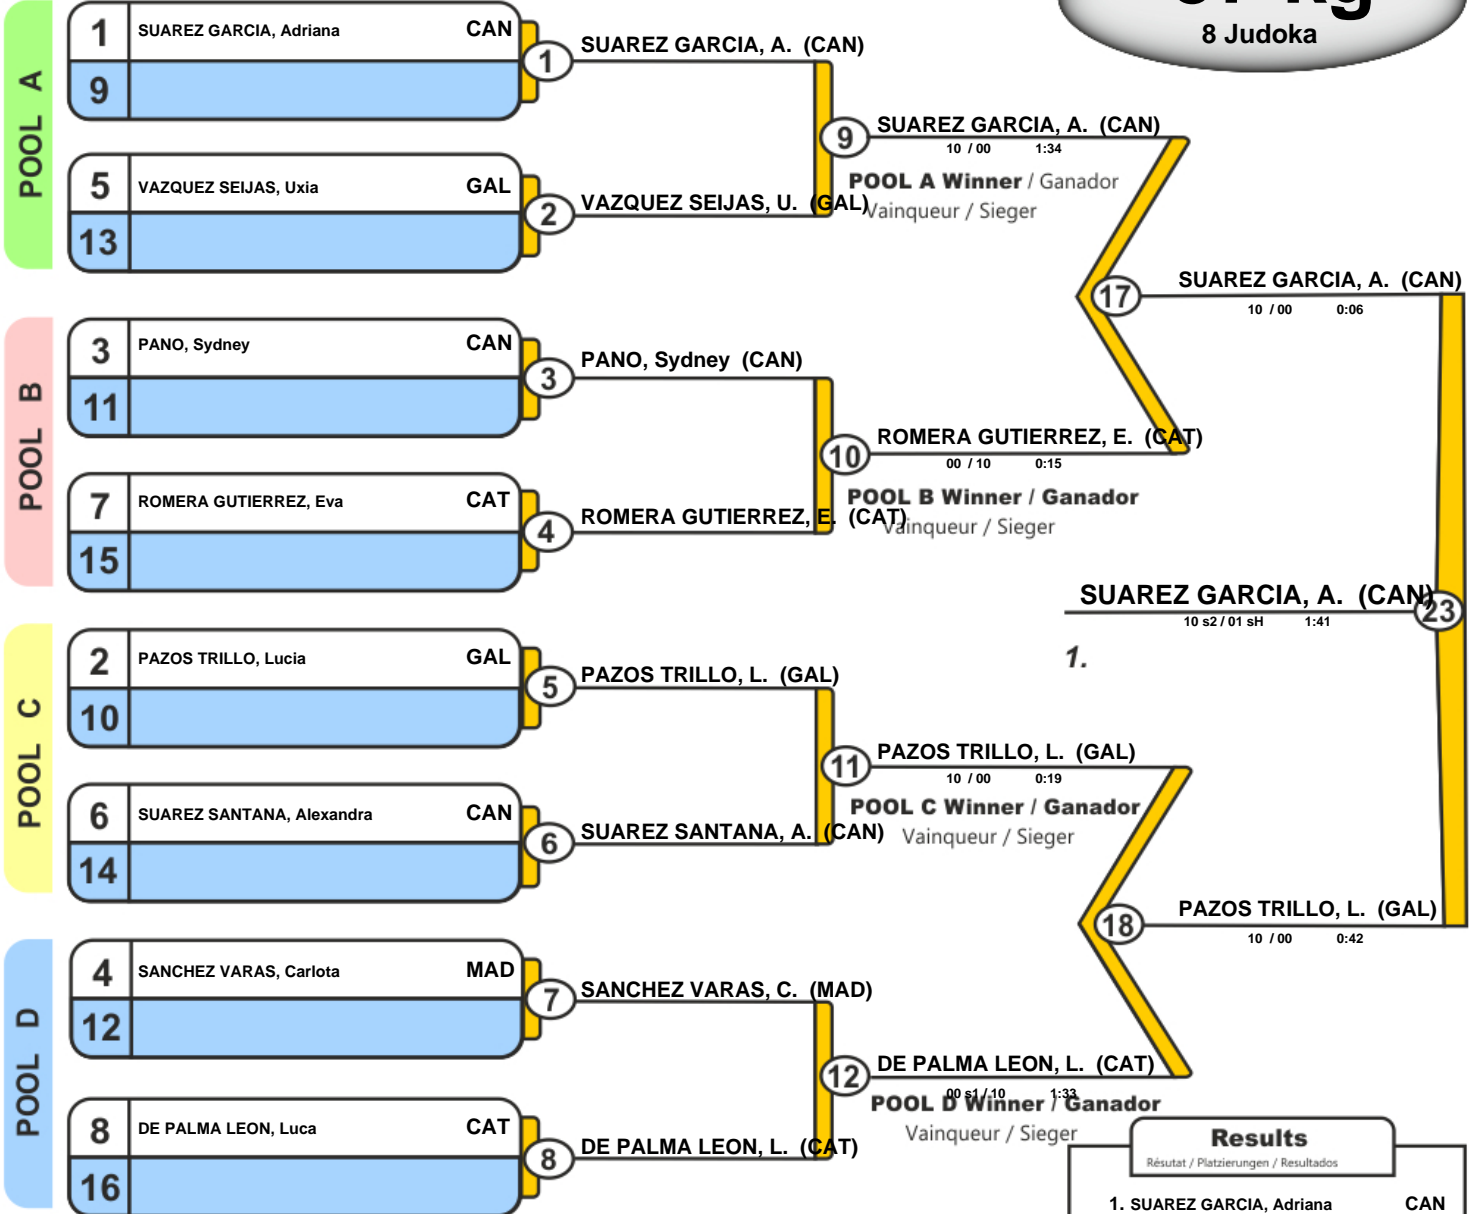 8 Judoka
POOL A
1 SUAREZ GARCIA, Adriana CAN
9
1
SUAREZ GARCIA, A. (CAN)
5 VAZQUEZ SEIJAS, Uxia GAL
13
2
VAZQUEZ SEIJAS, U. (GAL)
9
SUAREZ GARCIA, A. (CAN)
10 / 00 1:34
POOL A Winner / Ganador
Vainqueur / Sieger
POOL B
3 PANO, Sydney CAN
11
3
PANO, Sydney (CAN)
7 ROMERA GUTIERREZ, Eva CAT
15
4
ROMERA GUTIERREZ, E. (CAT)
10
ROMERA GUTIERREZ, E. (CAT)
00 / 10 0:15
POOL B Winner / Ganador
Vainqueur / Sieger
17
SUAREZ GARCIA, A. (CAN)
10 / 00 0:06
SUAREZ GARCIA, A. (CAN)
23
10 s2 / 01 sH 1:41
1.
POOL C
2 PAZOS TRILLO, Lucia GAL
10
5
PAZOS TRILLO, L. (GAL)
6 SUAREZ SANTANA, Alexandra CAN
14
6
SUAREZ SANTANA, A. (CAN)
11
PAZOS TRILLO, L. (GAL)
10 / 00 0:19
POOL C Winner / Ganador
Vainqueur / Sieger
POOL D
4 SANCHEZ VARAS, Carlota MAD
12
7
SANCHEZ VARAS, C. (MAD)
8 DE PALMA LEON, Luca CAT
16
8
DE PALMA LEON, L. (CAT)
12
DE PALMA LEON, L. (CAT)
00 s1 / 10 1:33
POOL D Winner / Ganador
Vainqueur / Sieger
18
PAZOS TRILLO, L. (GAL)
10 / 00 0:42
Results
Résutat / Platzierungen / Resultados
1. SUAREZ GARCIA, Adriana CAN